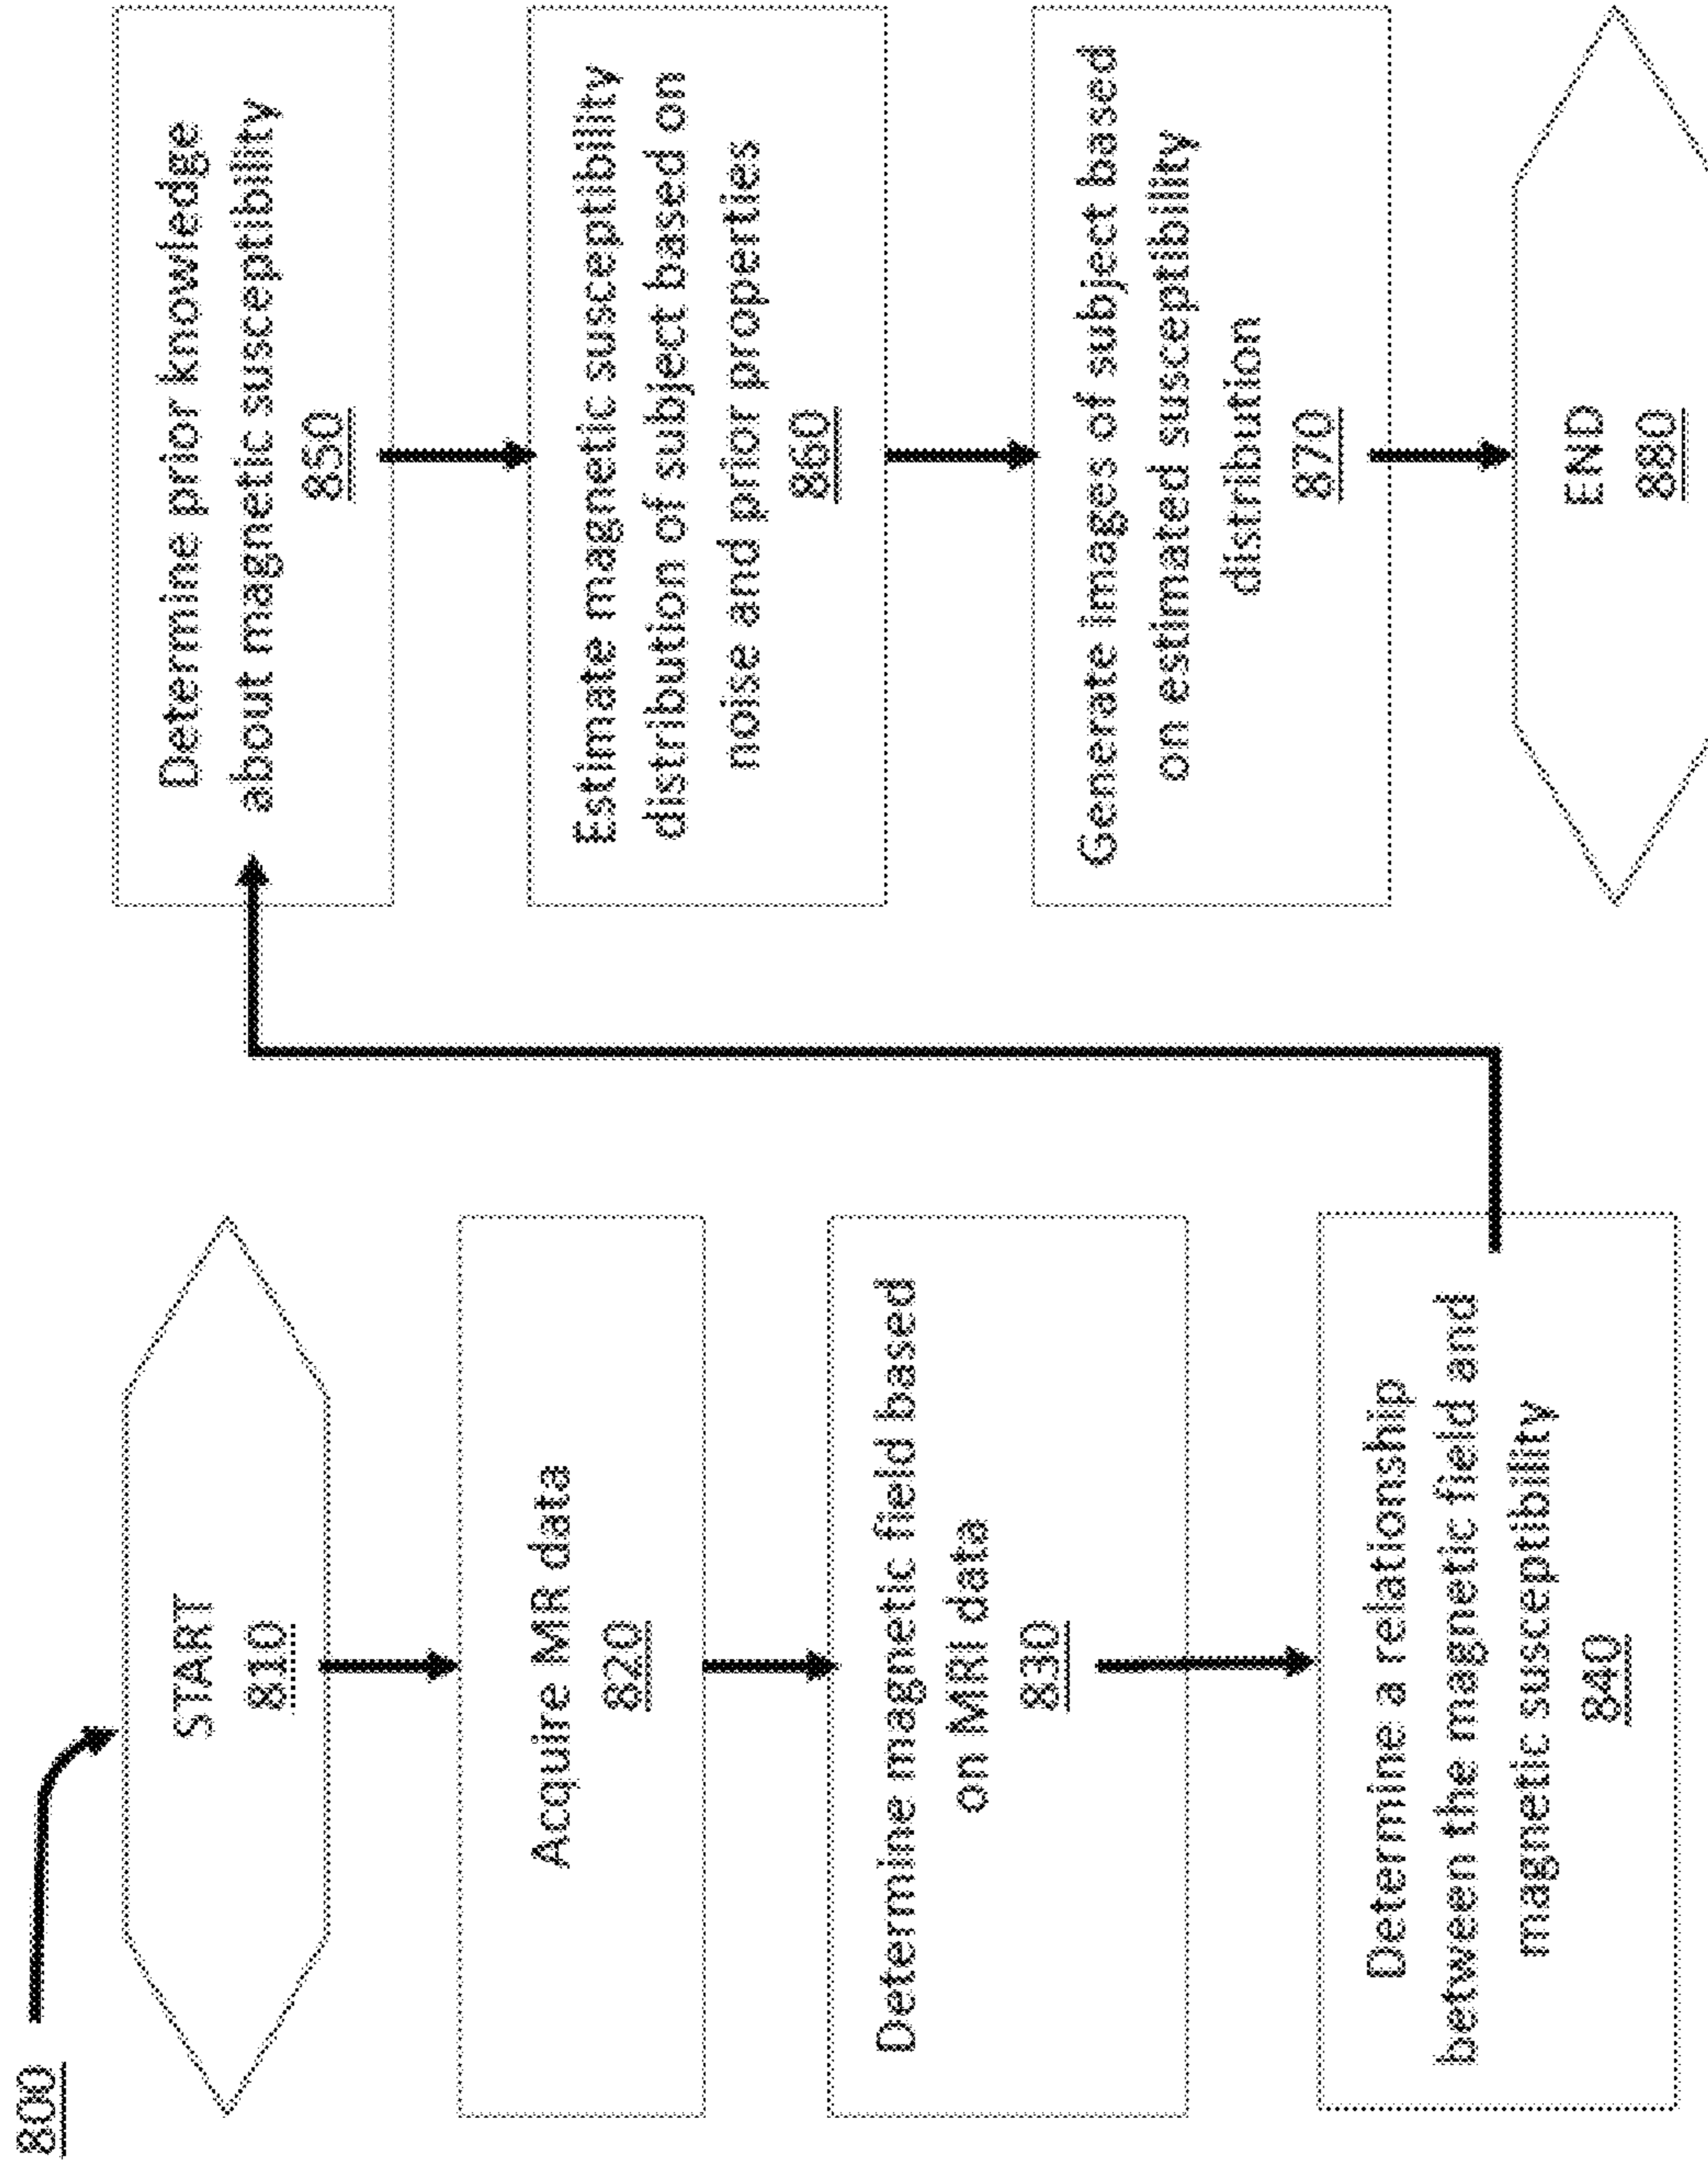 800
START
810
Acquire MR data
820
Determine magnetic field based
on MRI data
830
Determine a relationship
between the magnetic field and
magnetic susceptibility
840
Determine prior knowledge
about magnetic susceptibility
850
Estimate magnetic susceptibility
distribution of subject based on
noise and prior properties
860
Generate images of subject based
on estimated susceptibility
distribution
870
END
880